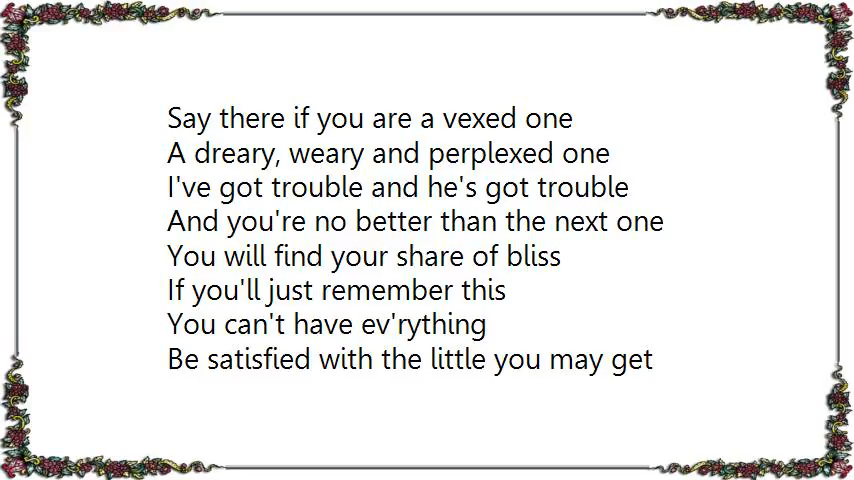 Say there if you are a vexed one
A dreary, weary and perplexed one
I've got trouble and he's got trouble
And you're no better than the next one
You will find your share of bliss
If you'll just remember this
You can't have ev'rything
Be satisfied with the little you may get